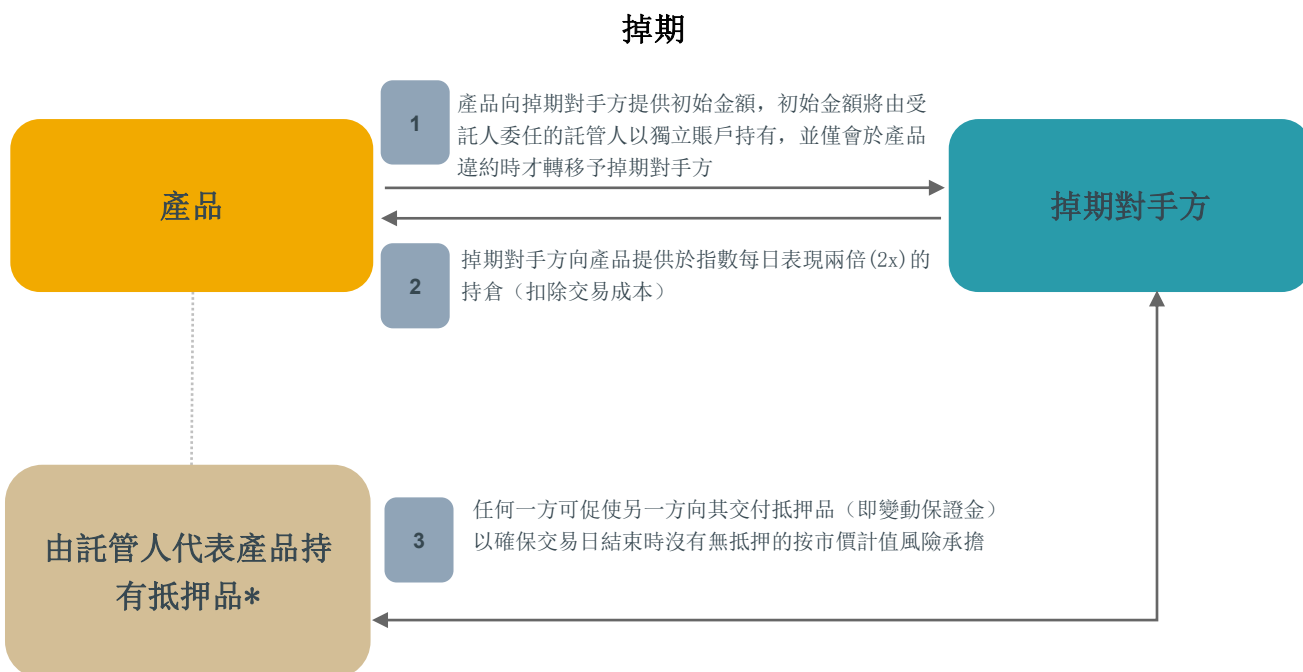 掉期
產品
1
產品向掉期對手方提供初始金額，初始金額將由受
託人委任的託管人以獨立賬戶持有，並僅會於產品
違約時才轉移予掉期對手方
掉期對手方
2
掉期對手方向產品提供於指數每日表現兩倍(2x)的
持倉（扣除交易成本）
由託管人代表產品持
有抵押品*
3
任何一方可促使另一方向其交付抵押品（即變動保證金）
以確保交易日結束時沒有無抵押的按市價計值風險承擔